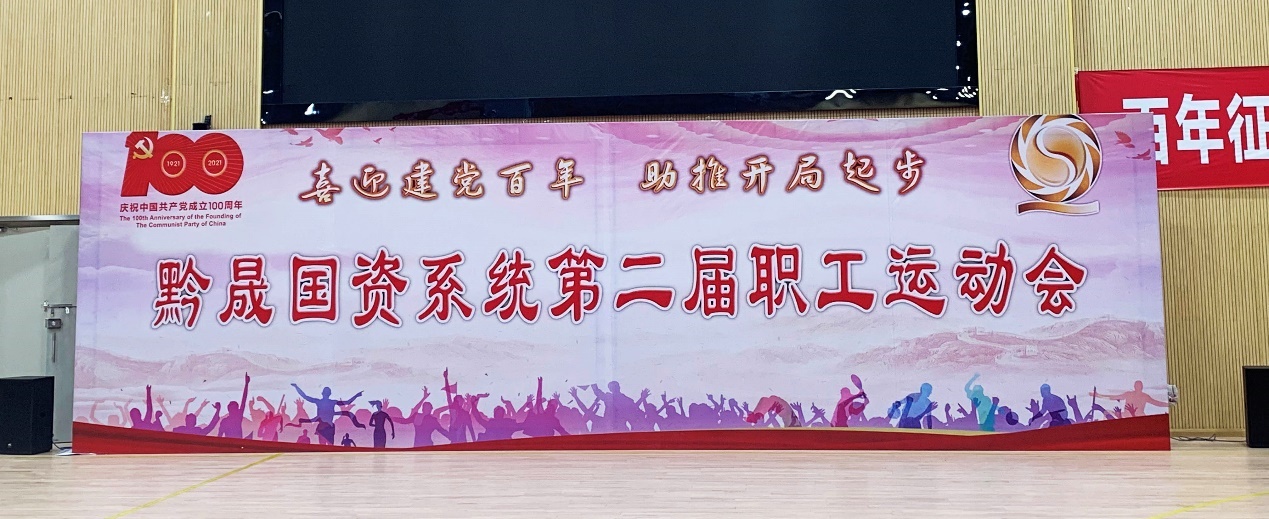 100
1921 2021
庆祝中国共产党成立100周年
The 100th Anniversary of the Founding of
The Communist Party of China
喜迎建党百年 助推开局起步
黔晟国资系统第二届职工运动会
百年征